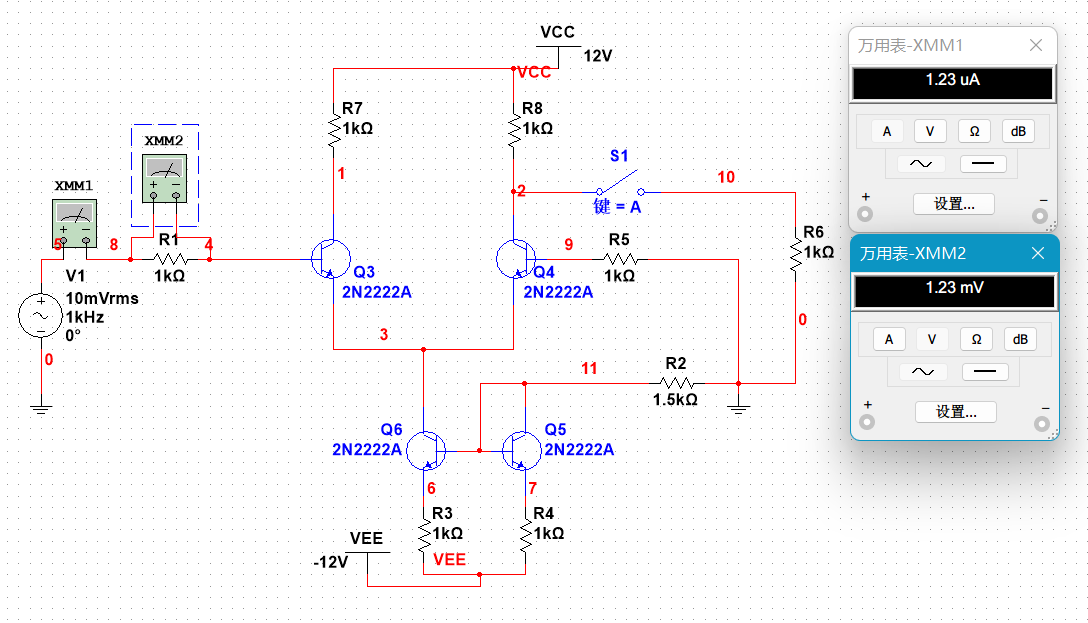 VCC
12V
VCC
R7
1kΩ
R8
1kΩ
S1
键 = A
1
2
10
XMM2
XMM1
5
8
R1
1kΩ
4
V1
10mVrms
1kHz
0°
0
Q3
2N2222A
Q4
2N2222A
9
R5
1kΩ
R6
1kΩ
0
3
11
R2
1.5kΩ
Q6
2N2222A
Q5
2N2222A
6
7
R3
1kΩ
R4
1kΩ
VEE
-12V
VEE
万用表-XMM1
1.23 uA
A
V
Ω
dB
+
设置...
−
万用表-XMM2
1.23 mV
A
V
Ω
dB
+
设置...
−